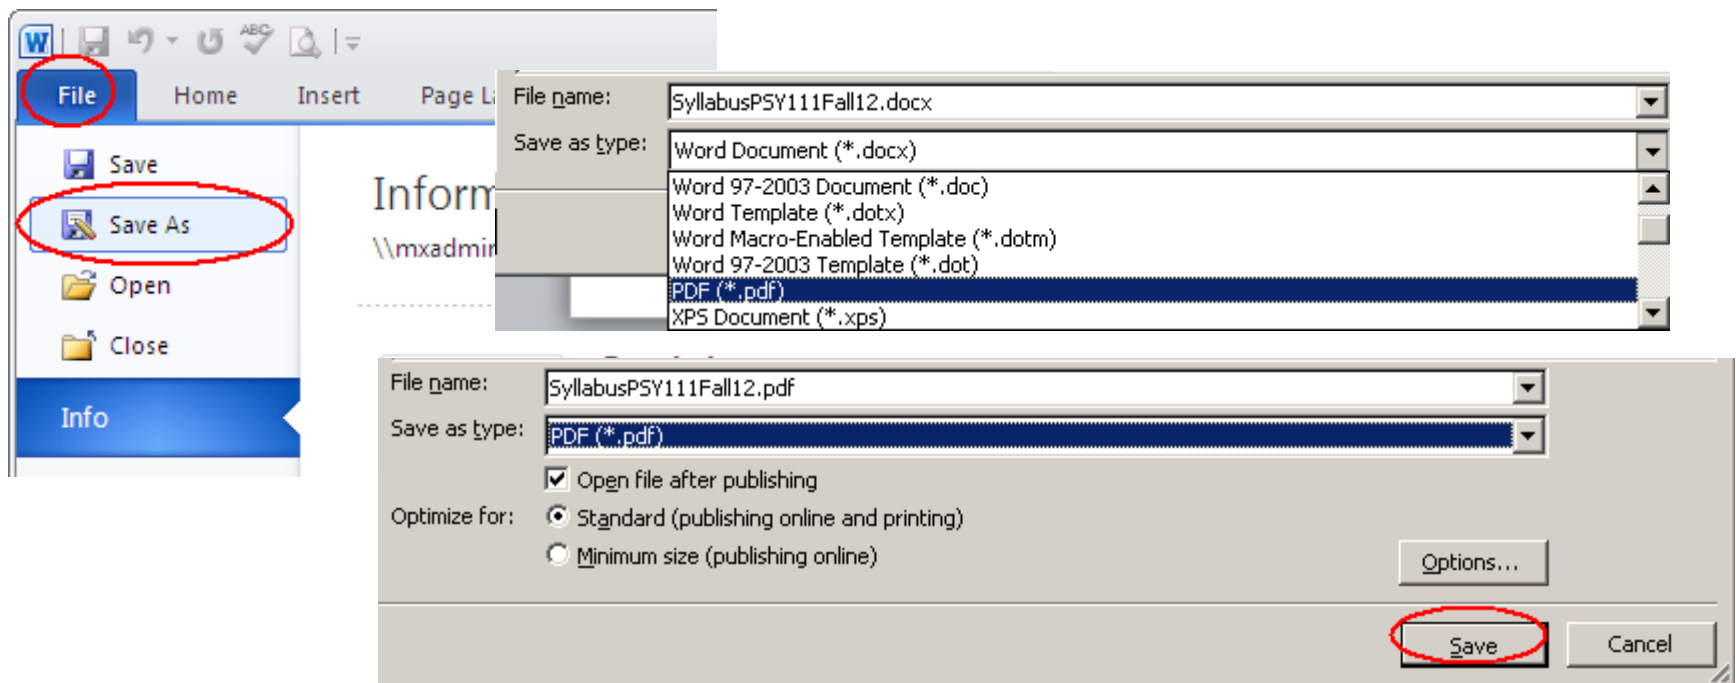 W
ABC
File Home Insert Page La
Save
Save As
Open
Close
Info
Inform
\\mxadmin
File name: SyllabusPSY111Fall12.docx
Save as type: Word Document (*.docx)
Word 97-2003 Document (*.doc)
Word Template (*.dotx)
Word Macro-Enabled Template (*.dotm)
Word 97-2003 Template (*.dot)
PDF (*.pdf)
XPS Document (*.xps)
File name: SyllabusPSY111Fall12.pdf
Save as type: PDF (*.pdf)
Open file after publishing
Optimize for: Standard (publishing online and printing)
Minimum size (publishing online)
Options...
Save Cancel